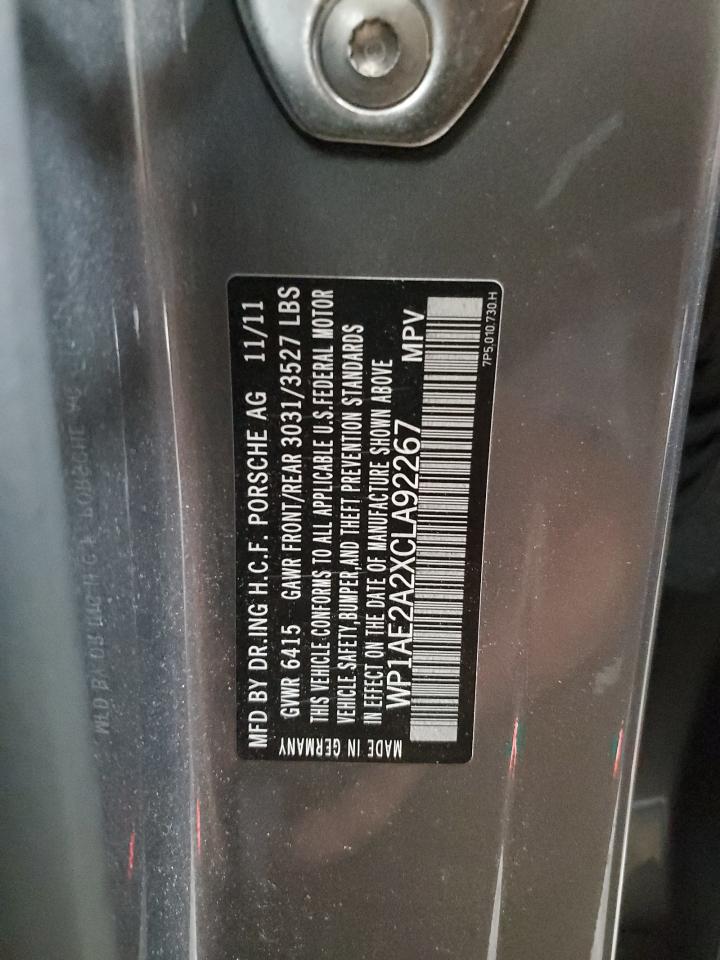 MFD BY DR.ING H.C.F. PORSCHE AG 11/11
GVWR 6415 GAWR FRONT/REAR 3031/3527 LBS
THIS VEHICLE CONFORMS TO ALL APPLICABLE U.S. FEDERAL MOTOR
VEHICLE SAFETY, BUMPER, AND THEFT PREVENTION STANDARDS
IN EFFECT ON THE DATE OF MANUFACTURE SHOWN ABOVE
WP1AE2A2XCLA92267 MPV
MADE IN GERMANY
7P5.010.730.H